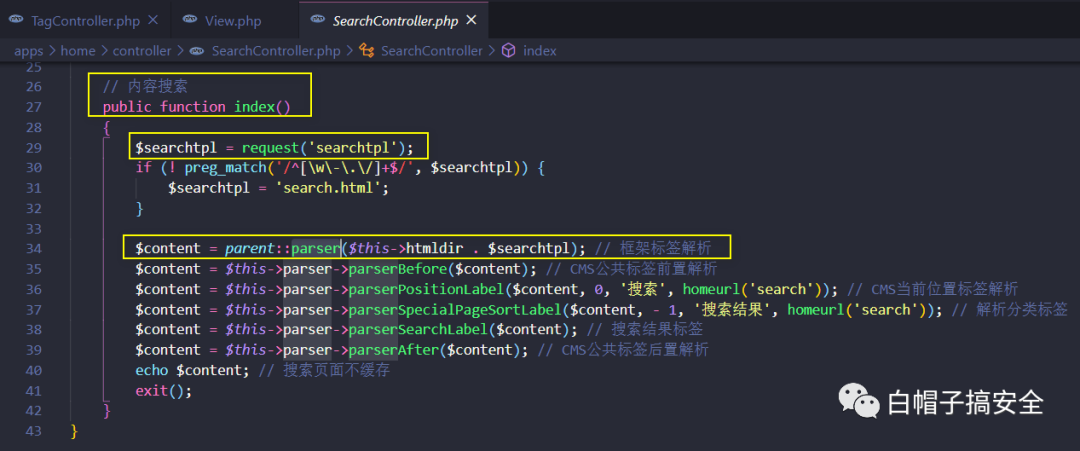 TagController.php × View.php SearchController.php ×
apps > home > controller > SearchController.php > SearchController > index
25
26 // 内容搜索
27 public function index()
28 {
29 $searchtpl = request('searchtpl');
30 if (! preg_match('/^[\w\-\.\/]+$/', $searchtpl)) {
31 $searchtpl = 'search.html';
32 }
33
34 $content = parent::parser($this->htmldir . $searchtpl); // 框架标签解析
35 $content = $this->parser->parserBefore($content); // CMS公共标签前置解析
36 $content = $this->parser->parserPositionLabel($content, 0, '搜索', homeurl('search')); // CMS当前位置标签解析
37 $content = $this->parser->parserSpecialPageSortLabel($content, - 1, '搜索结果', homeurl('search')); // 解析分类标签
38 $content = $this->parser->parserSearchLabel($content); // 搜索结果标签
39 $content = $this->parser->parserAfter($content); // CMS公共标签后置解析
40 echo $content; // 搜索页面不缓存
41 exit();
42 }
43 }
白帽子搞安全